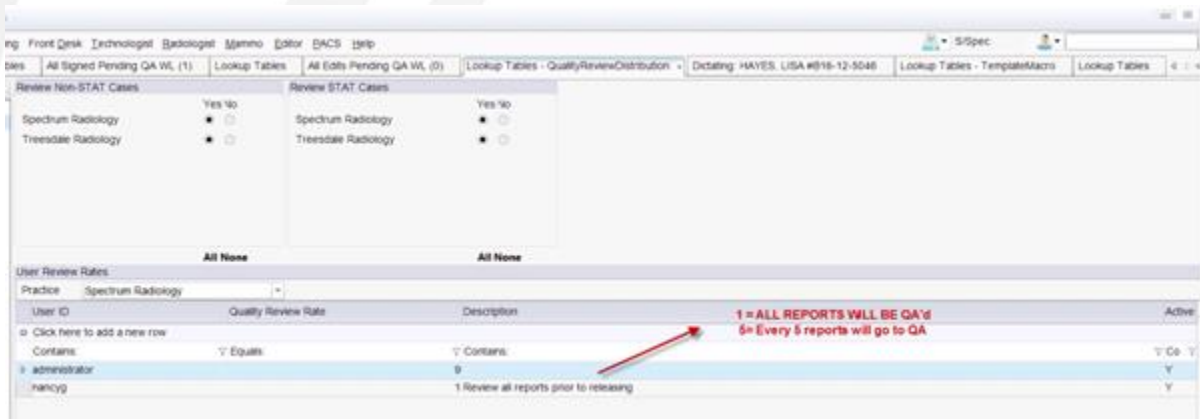 ng Front Desk Technologist Radiologist Mammo Editor PACS Help S/Spec
bles All Signed Pending QA WL (1) Lookup Tables All Edits Pending QA WL (0) Lookup Tables - QualityReviewDistribution Dictating: HAYES, LISA #816-12-5046 Lookup Tables - TemplateMacro Lookup Tables
Review Non-STAT Cases Review STAT Cases
Yes No Yes No
Spectrum Radiology Spectrum Radiology
Treesdale Radiology Treesdale Radiology
All None All None
User Review Rates
Practice Spectrum Radiology
User ID Quality Review Rate Description Active
1 = ALL REPORTS WILL BE QA'd
5= Every 5 reports will go to QA
Click here to add a new row
Contains: Equals: Contains: Co
administrator 9 Y
nancyg 1 Review all reports prior to releasing Y